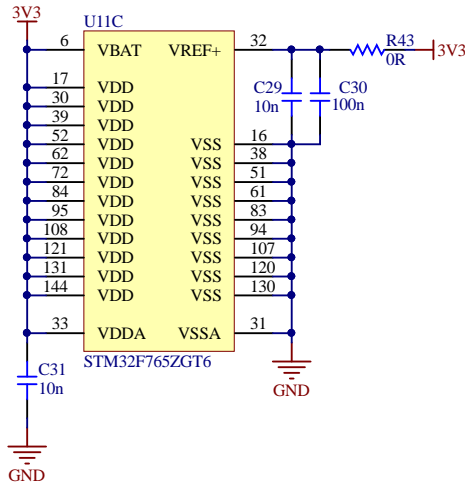 3V3
U11C
6 VBAT VREF+ 32
R43
0R
3V3
17 VDD
30 VDD
39 VDD
C29
10n
C30
100n
52 VDD VSS 16
62 VDD VSS 38
72 VDD VSS 51
84 VDD VSS 61
95 VDD VSS 83
108 VDD VSS 94
121 VDD VSS 107
131 VDD VSS 120
144 VDD VSS 130
33 VDDA VSSA 31
STM32F765ZGT6
C31
10n
GND
GND